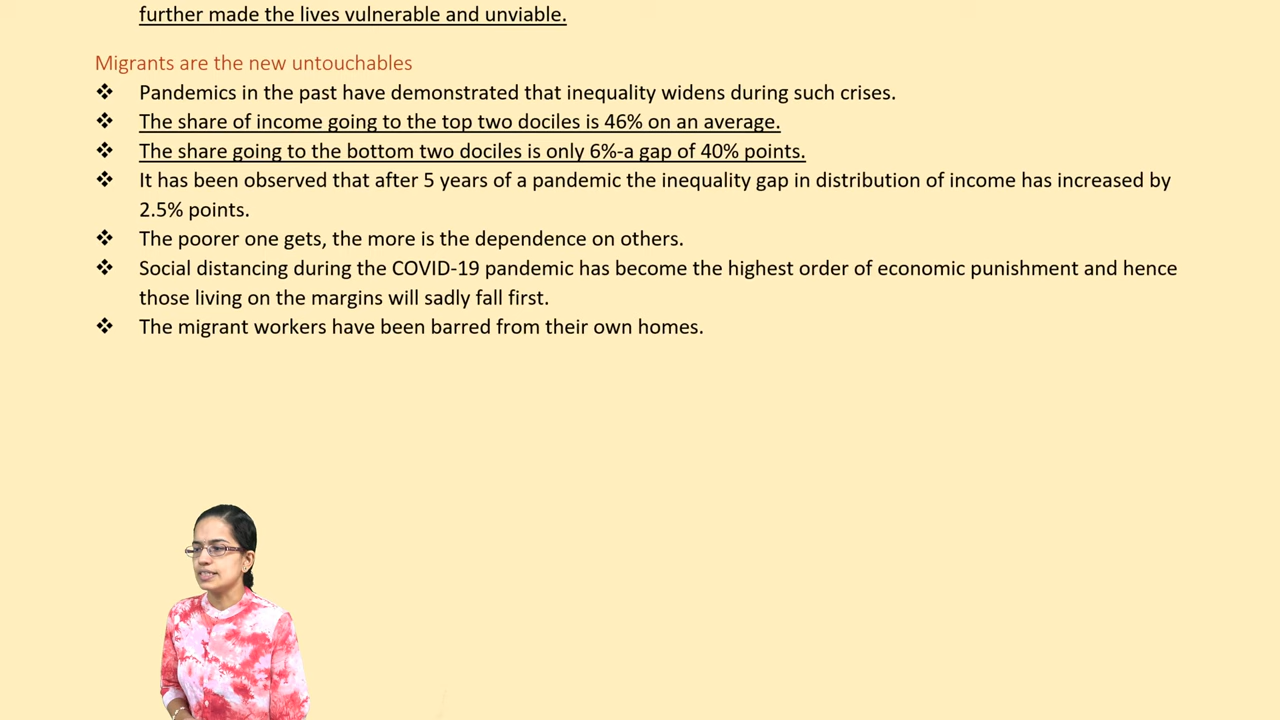 further made the lives vulnerable and unviable.
Migrants are the new untouchables
❖ Pandemics in the past have demonstrated that inequality widens during such crises.
❖ The share of income going to the top two dociles is 46% on an average.
❖ The share going to the bottom two dociles is only 6%-a gap of 40% points.
❖ It has been observed that after 5 years of a pandemic the inequality gap in distribution of income has increased by
2.5% points.
❖ The poorer one gets, the more is the dependence on others.
❖ Social distancing during the COVID-19 pandemic has become the highest order of economic punishment and hence
those living on the margins will sadly fall first.
❖ The migrant workers have been barred from their own homes.